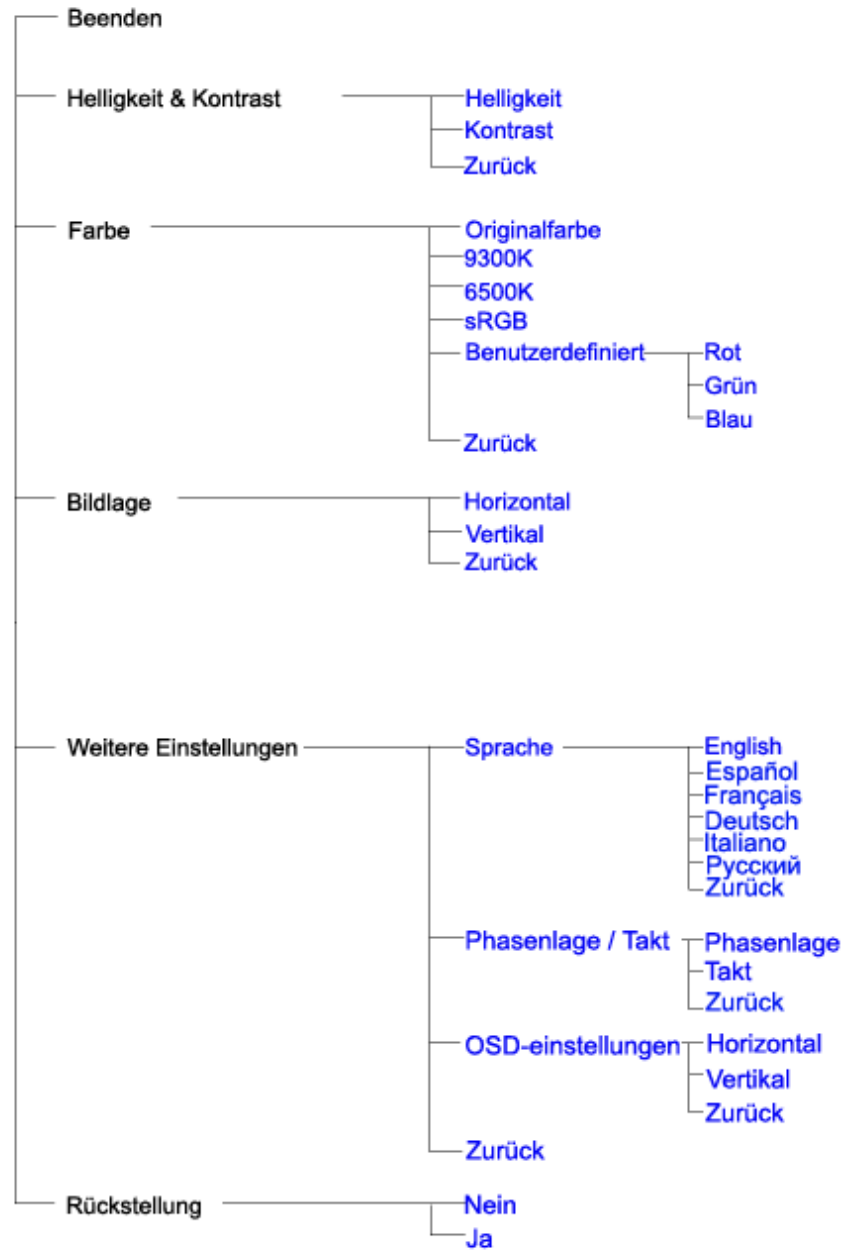 Beenden
Helligkeit & Kontrast Helligkeit
Kontrast
Zurück
Farbe Originalfarbe
9300K
6500K
sRGB
Benutzerdefiniert Rot
Grün
Blau
Zurück
Bildlage Horizontal
Vertikal
Zurück
Weitere Einstellungen Sprache English
Español
Français
Deutsch
Italiano
Русский
Zurück
Phasenlage / Takt Phasenlage
Takt
Zurück
OSD-einstellungen Horizontal
Vertikal
Zurück
Zurück
Rückstellung Nein
Ja